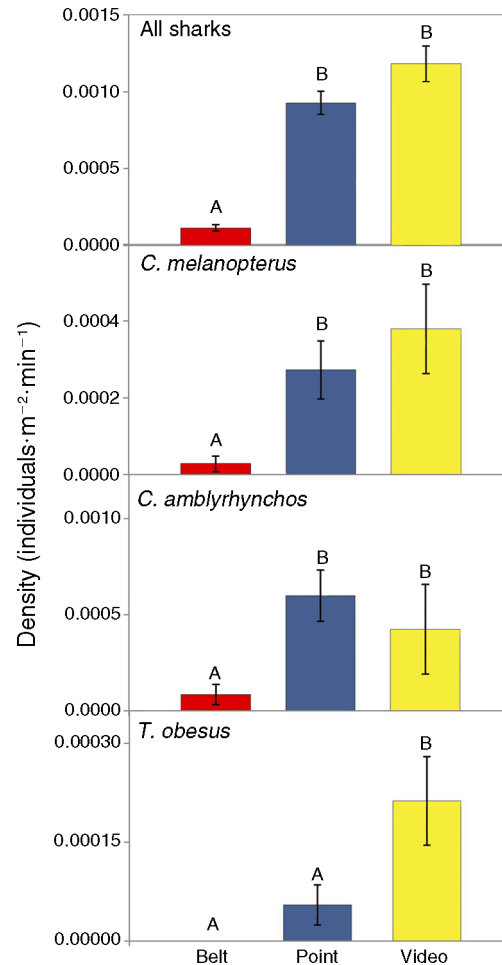 0.0015
All sharks
B
B
0.0010
0.0005
A
0.0000
C. melanopterus
B
B
0.0004
0.0002
A
0.0000
C. amblyrhynchos
0.0010
B
B
0.0005
A
0.0000
T. obesus
0.00030
B
0.00015
A
A
0.00000
Belt Point Video
Density (individuals·m−2·min−1)